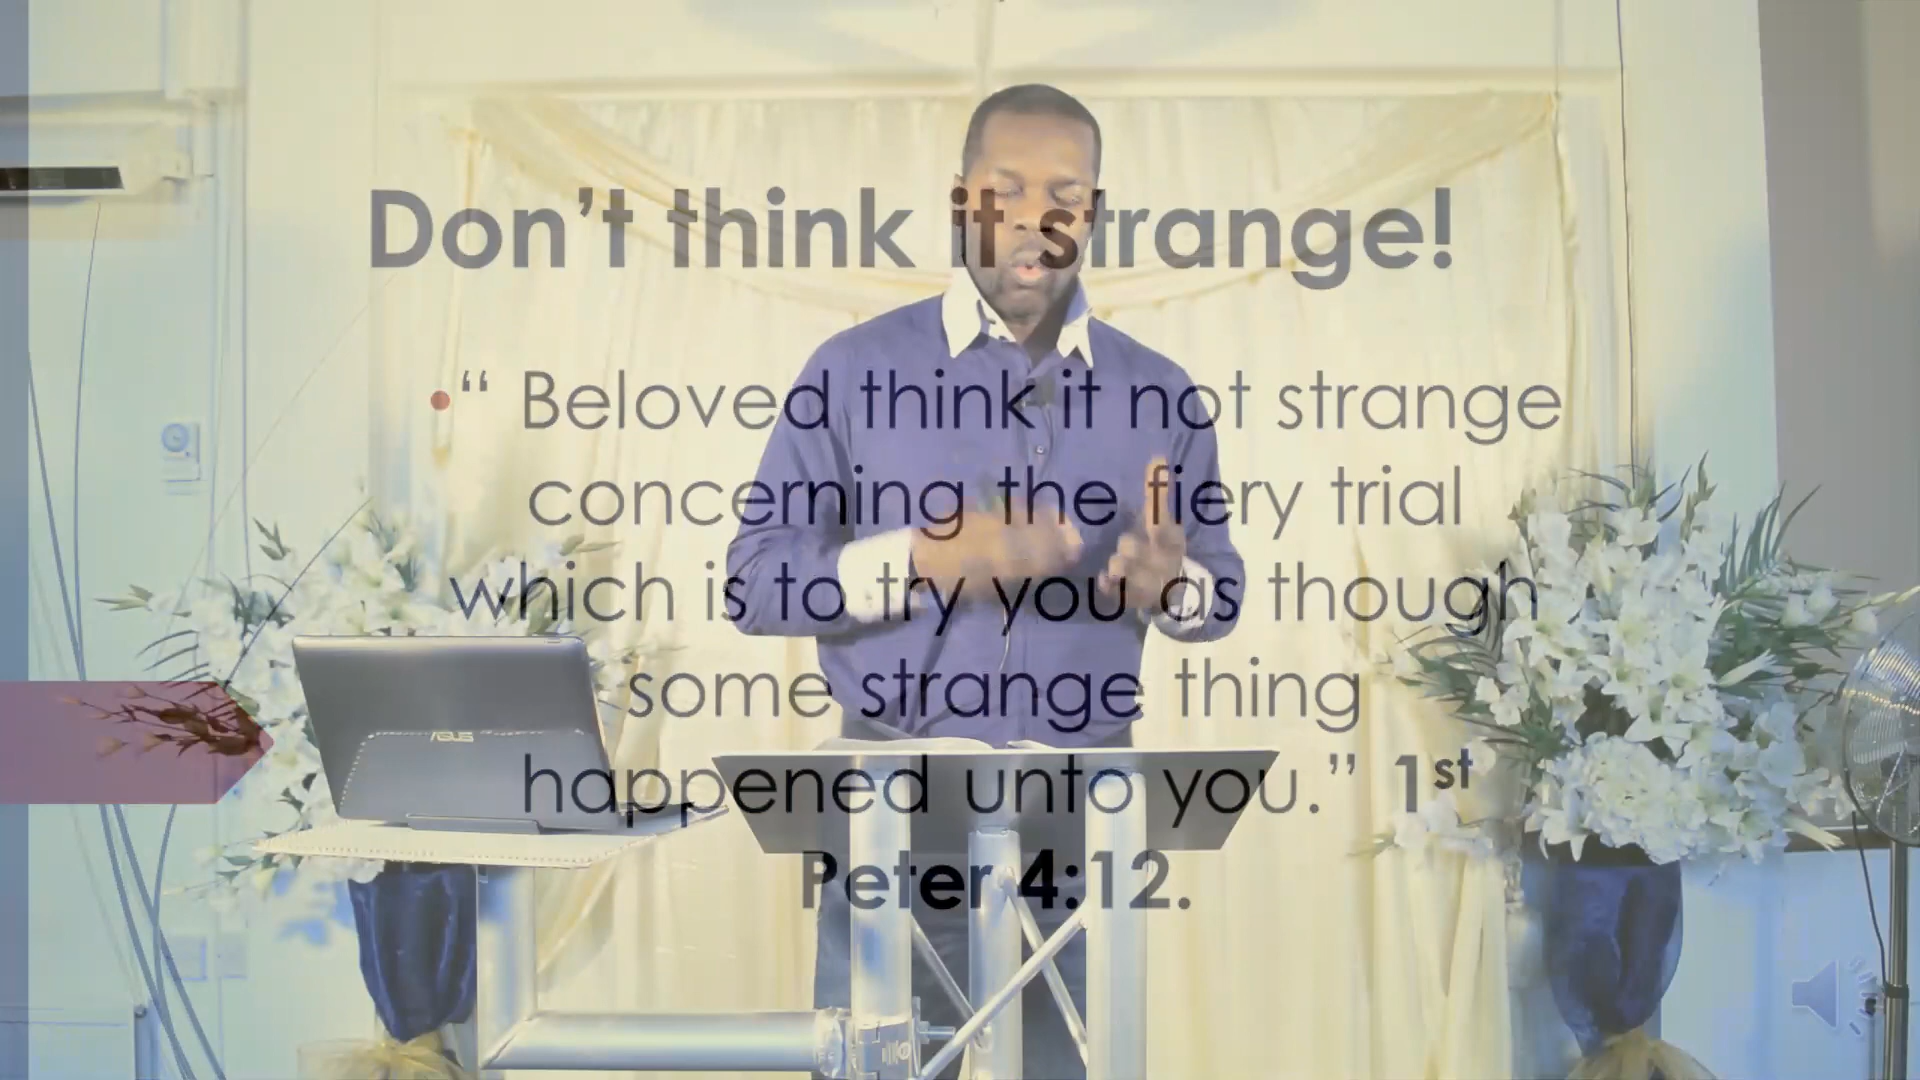 Don’t think it strange!
•“ Beloved think it not strange
concerning the fiery trial
which is to try you as though
some strange thing
happened unto you.” 1st
Peter 4:12.
ASUS